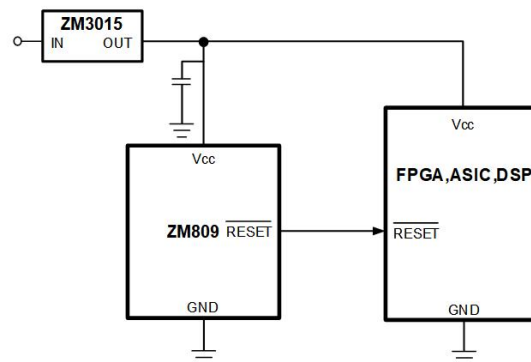 ZM3015
IN OUT
Vcc
Vcc
FPGA,ASIC,DSP
ZM809 RESET
RESET
GND
GND